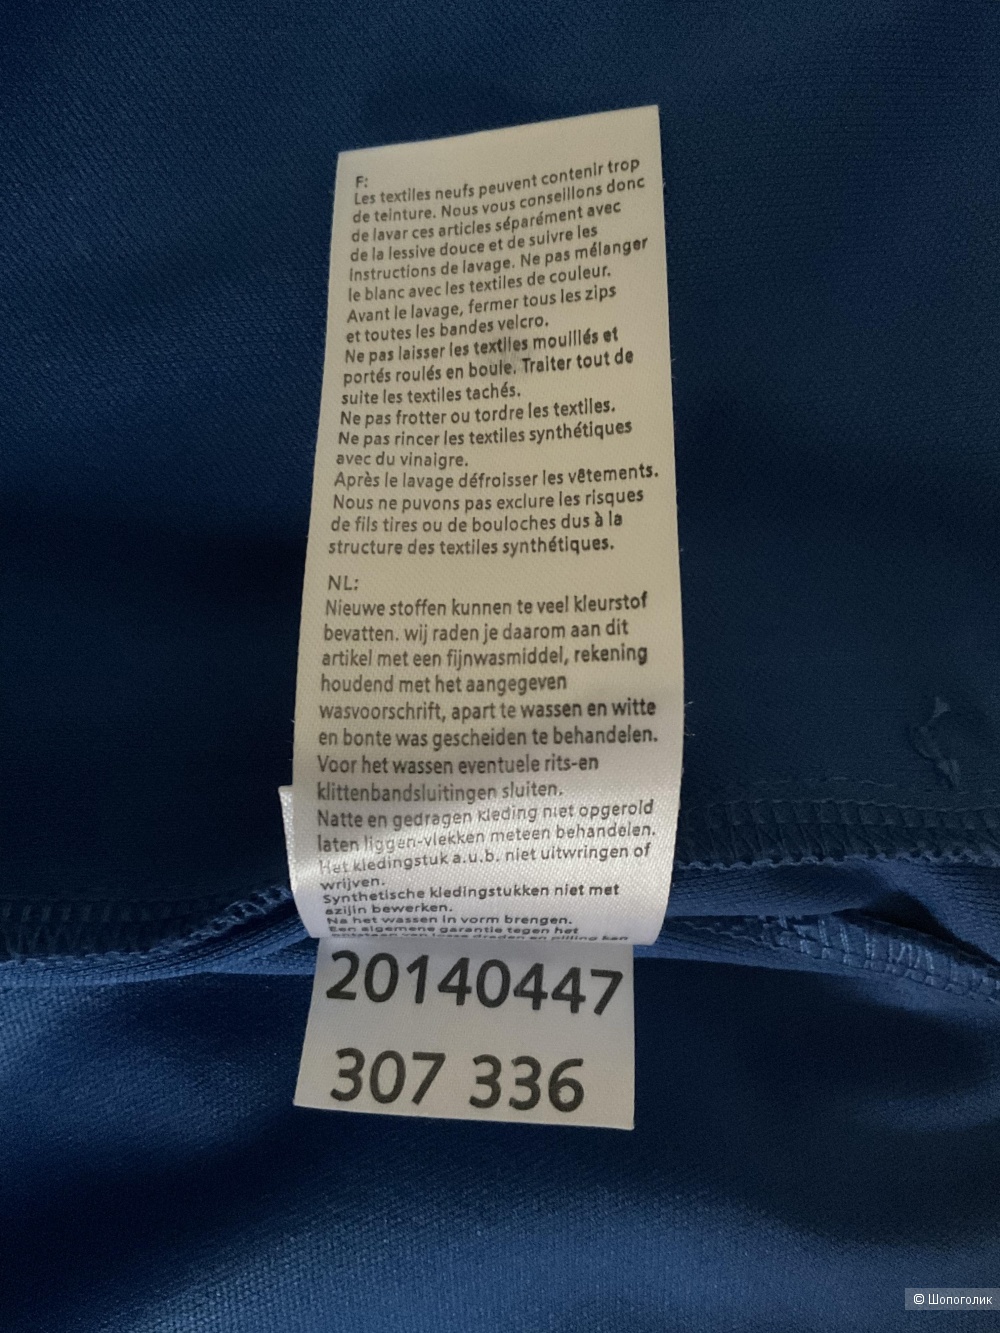 F:
Les textiles neufs peuvent contenir trop
de teinture. Nous vous conseillons donc
de lavar ces articles séparément avec
de la lessive douce et de suivre les
Instructions de lavage. Ne pas mélanger
le blanc avec les textiles de couleur.
Avant le lavage, fermer tous les zips
et toutes les bandes velcro.
Ne pas laisser les textiles mouillés et
portés roulés en boule. Traiter tout de
suite les textiles tachés.
Ne pas frotter ou tordre les textiles.
Ne pas rincer les textiles synthétiques
avec du vinaigre.
Après le lavage défroisser les vêtements.
Nous ne puvons pas exclure les risques
de fils tires ou de bouloches dus à la
structure des textiles synthétiques.
NL:
Nieuwe stoffen kunnen te veel kleurstof
bevatten. wij raden je daarom aan dit
artikel met een fijnwasmiddel, rekening
houdend met het aangegeven
wasvoorschrift, apart te wassen en witte
en bonte was gescheiden te behandelen.
Voor het wassen eventuele rits-en
klittenbandsluitingen sluiten.
Natte en gedragen kleding niet opgerold
laten liggen-vlekken meteen behandelen.
Het kledingstuk a.u.b. niet uitwringen of
wrijven.
Synthetische kledingstukken niet met
azijn bewerken.
Na het wassen in vorm brengen.
Een algemene garantie tegen het
20140447
307 336
© Шопоголик